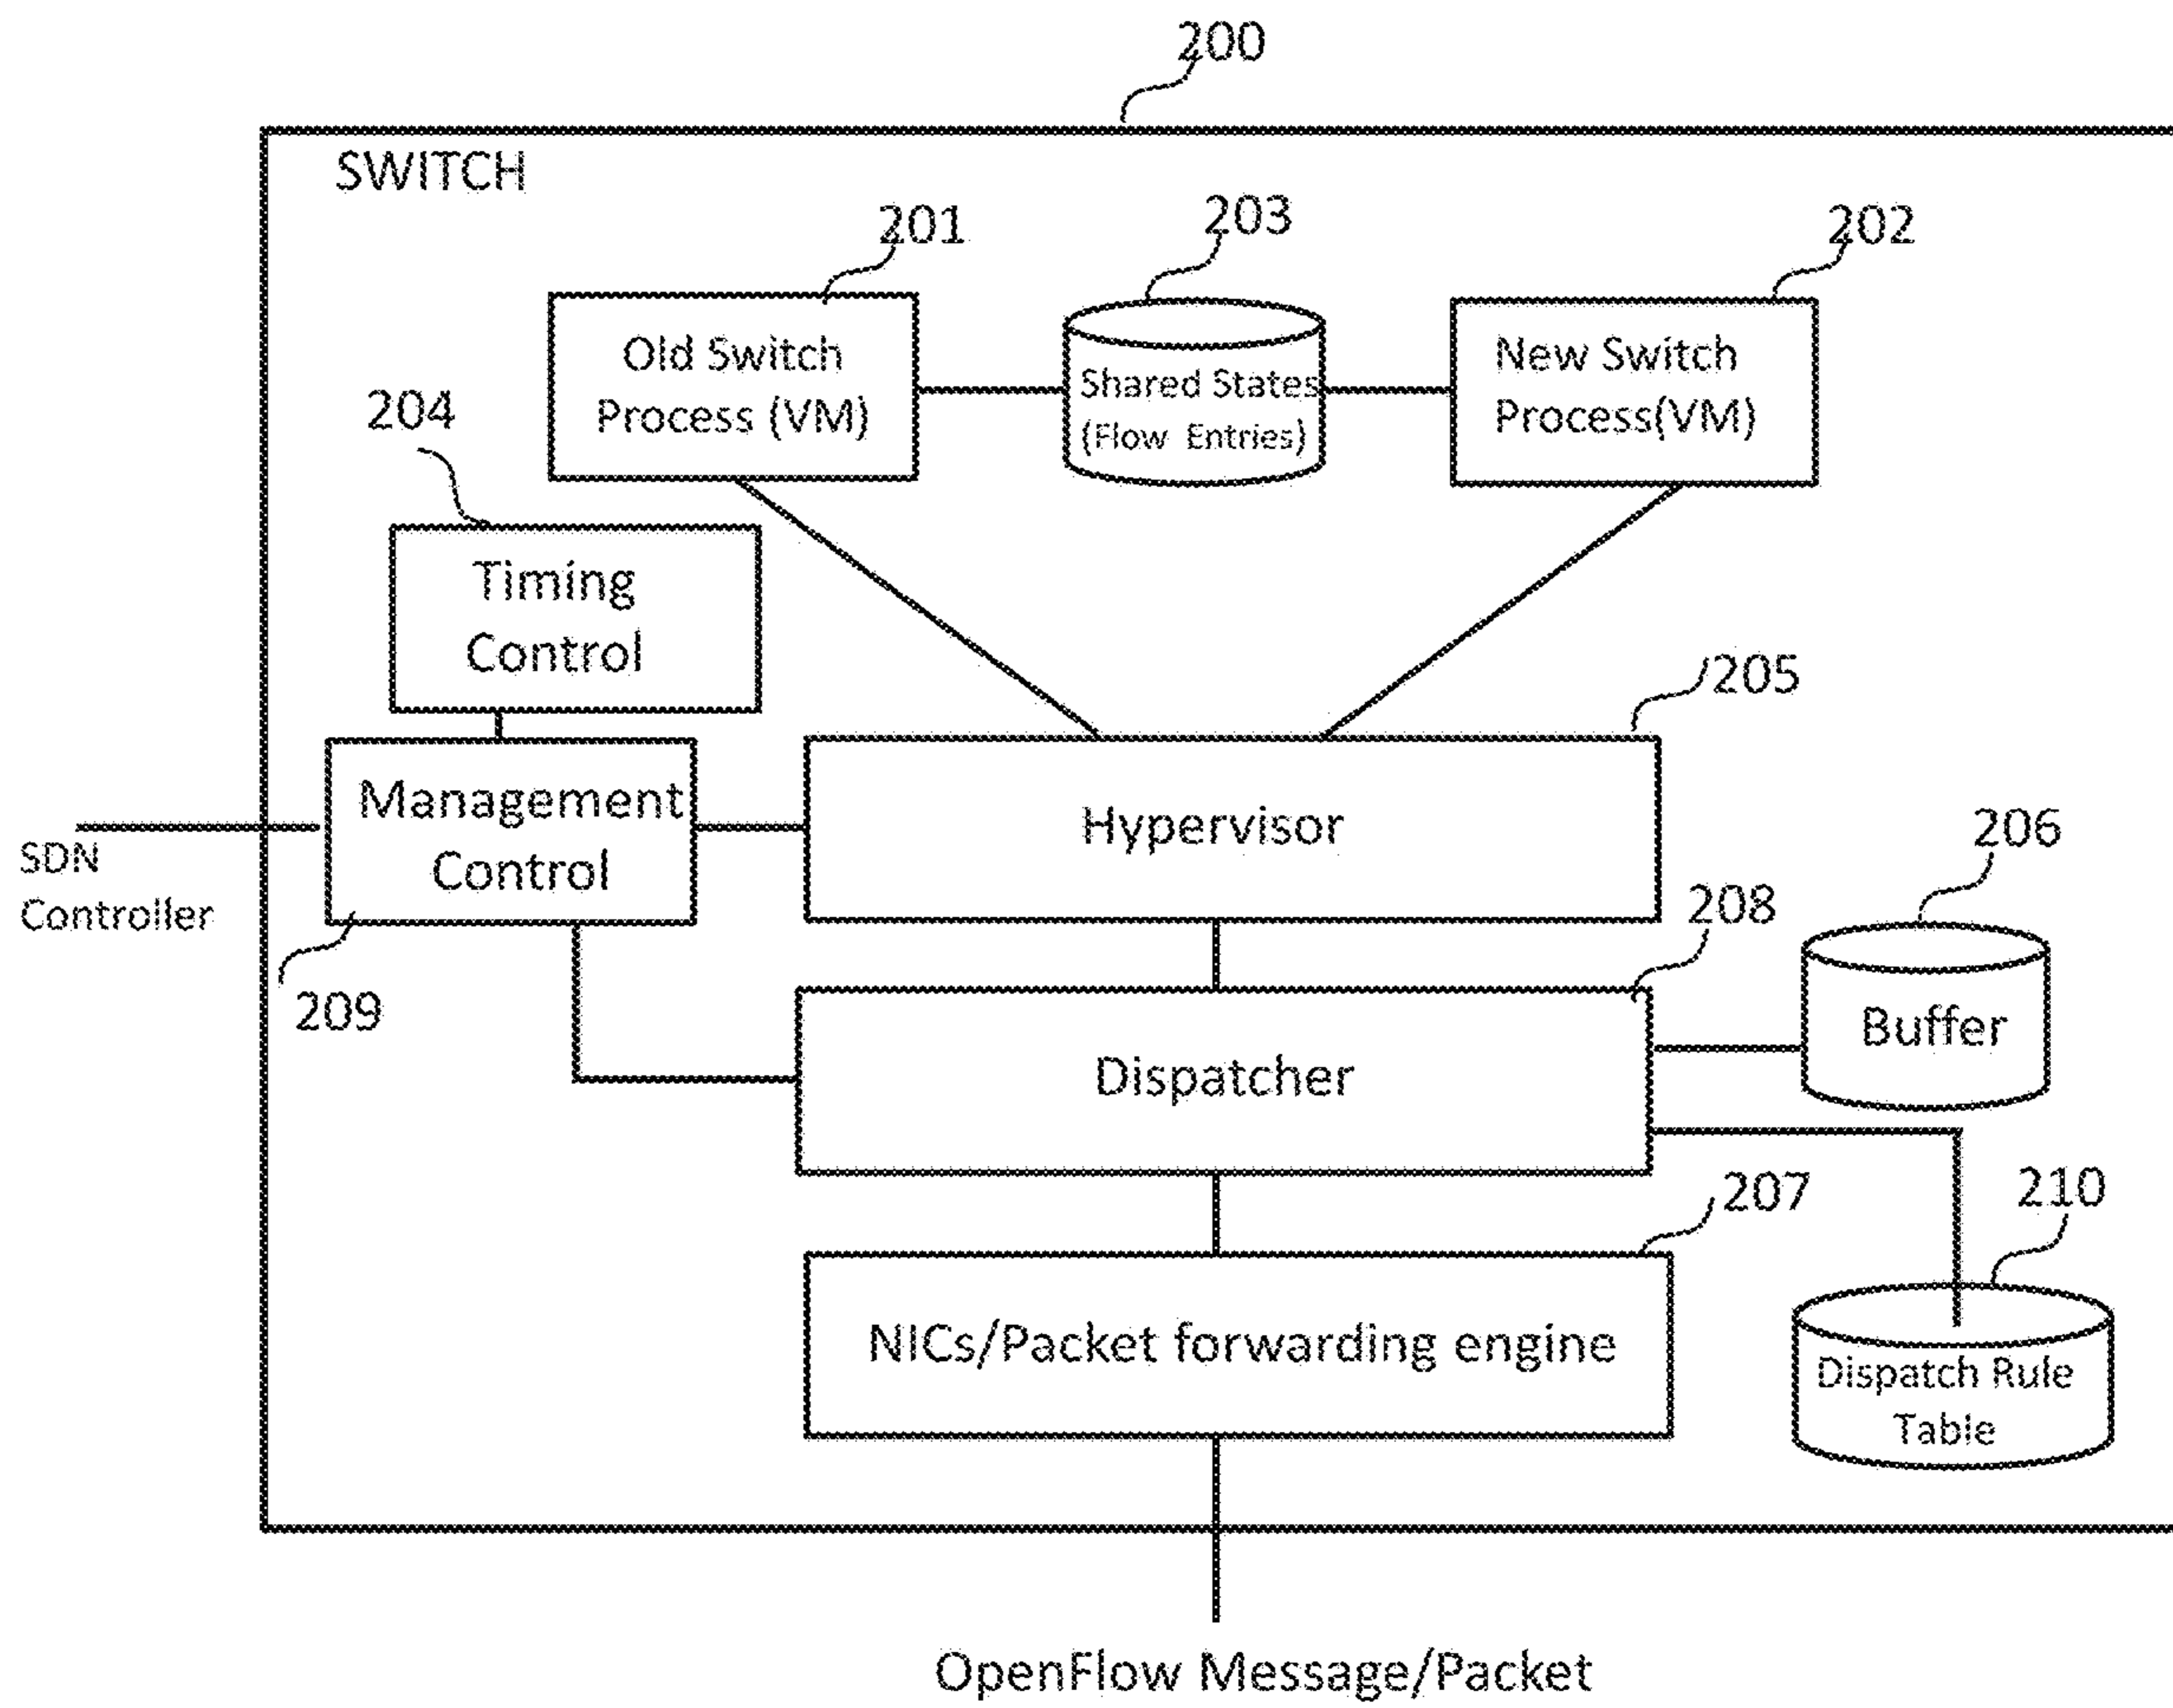 200
SWITCH
201
203
202
Old Switch
Process (VM)
Shared States
(Flow Entries)
New Switch
Process(VM)
204
Timing
Control
205
Management
Control
Hypervisor
SDN
Controller
206
208
209
Buffer
Dispatcher
207
210
NICs/Packet forwarding engine
Dispatch Rule
Table
OpenFlow Message/Packet